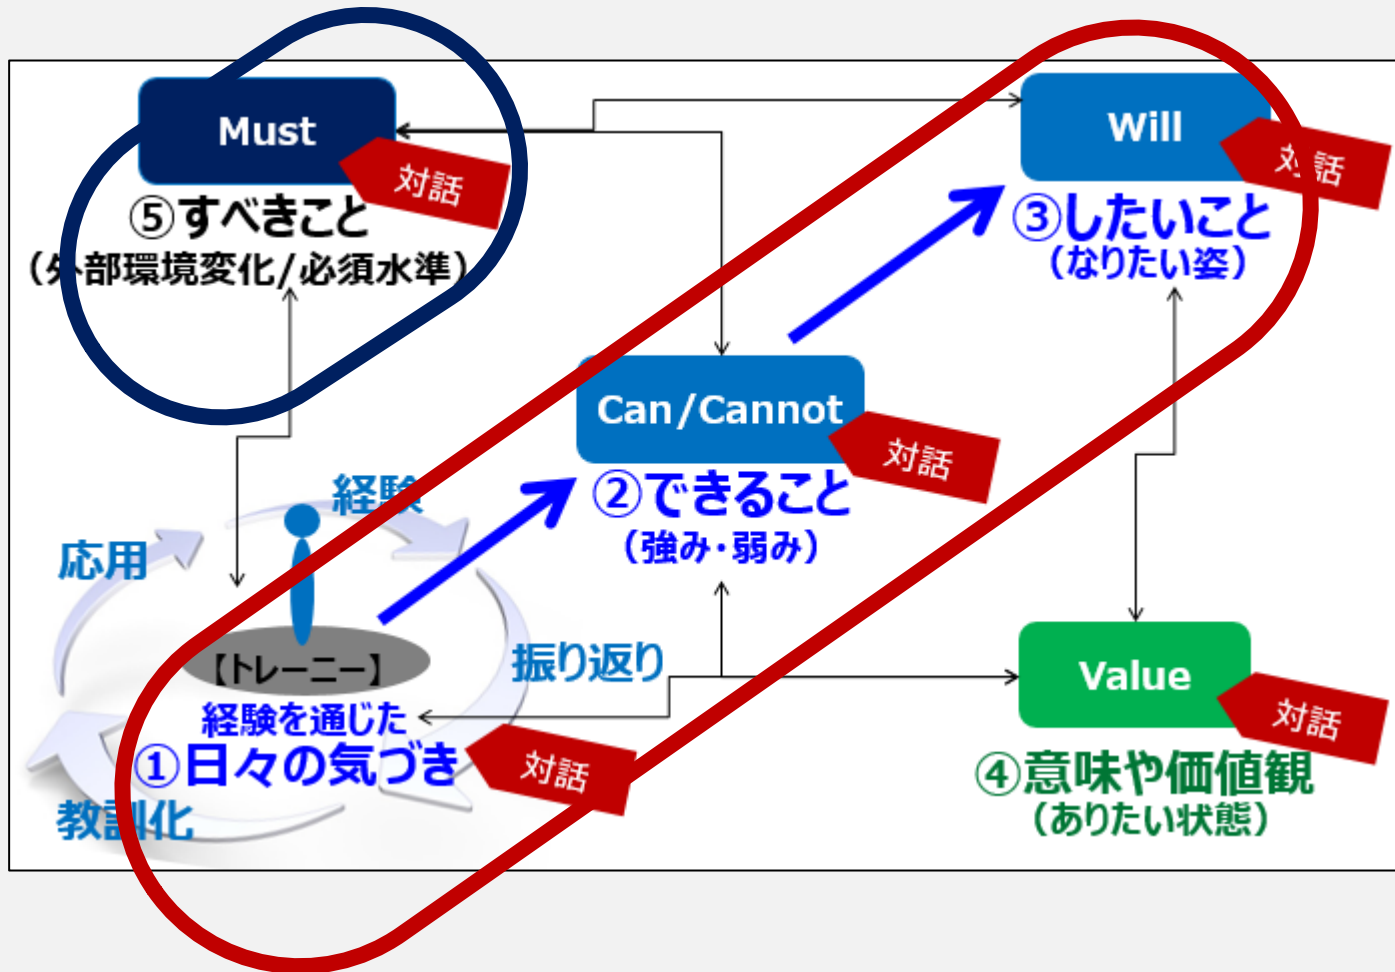 Must
対話
⑤すべきこと
（外部環境変化/必須水準）
Will
対話
③したいこと
（なりたい姿）
Can/Cannot
対話
②できること
（強み・弱み）
経験
応用
振り返り
教訓化
【トレーニー】
経験を通じた
①日々の気づき
対話
Value
対話
④意味や価値観
（ありたい状態）